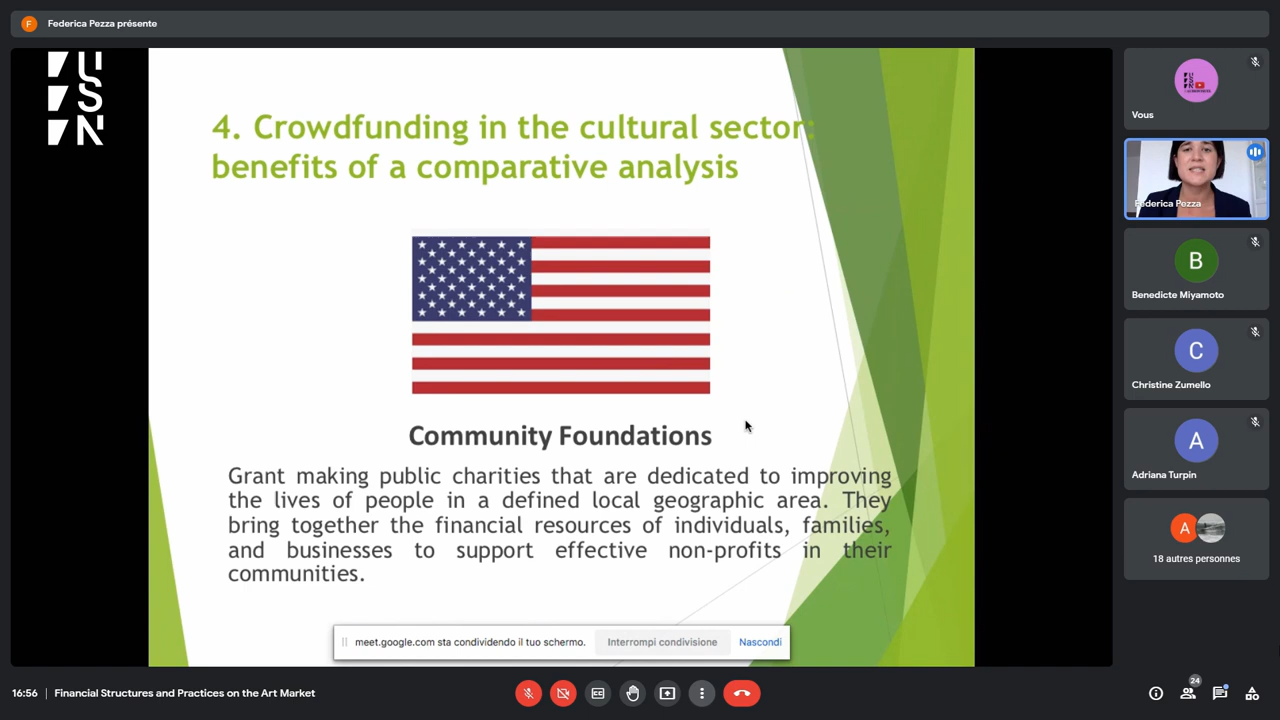 F Federica Pezza présente
USN
4. Crowdfunding in the cultural sector:
benefits of a comparative analysis
Community Foundations
Grant making public charities that are dedicated to improving
the lives of people in a defined local geographic area. They
bring together the financial resources of individuals, families,
and businesses to support effective non-profits in their
communities.
meet.google.com sta condividendo il tuo schermo. Interrompi condivisione Nascondi
Vous
Federica Pezza
B
Benedicte Miyamoto
C
Christine Zumello
A
Adriana Turpin
A
18 autres personnes
16:56 | Financial Structures and Practices on the Art Market
CC
24